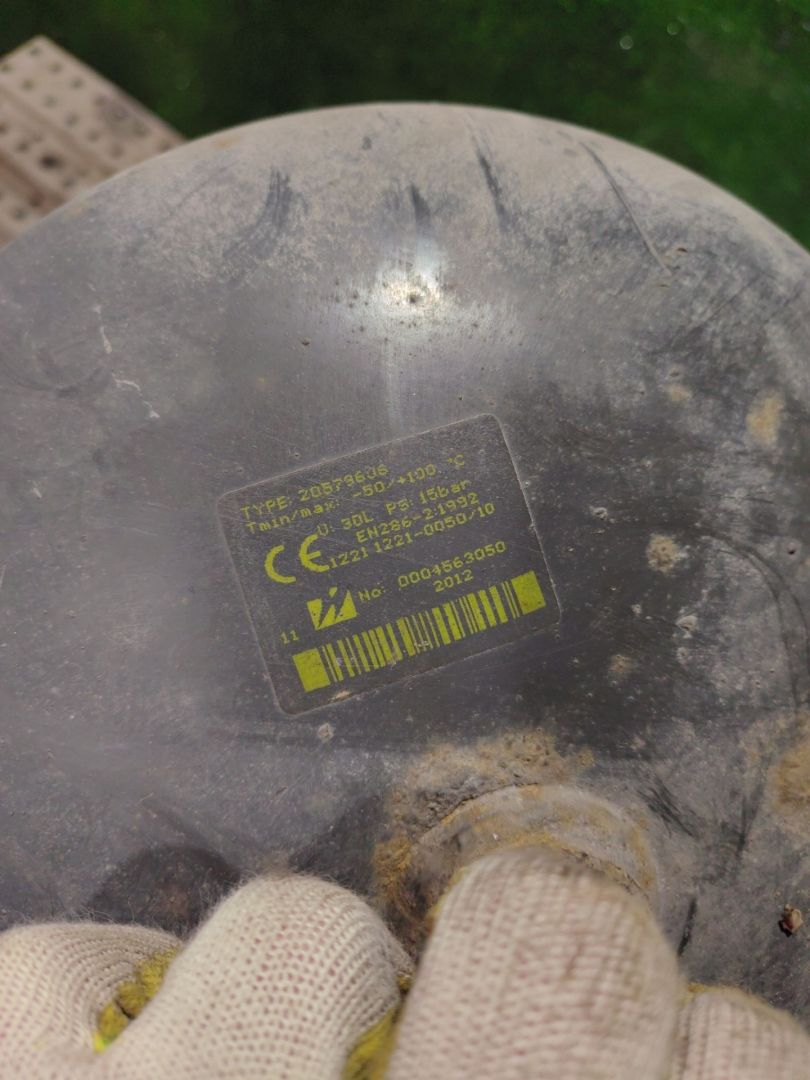 TYPE: 20579606
Tmin/max: -50/+100 °C
U: 30L PS: 15bar
EN286-2:1992
CE 1221 1221-0050/10
No: 0004563050
11 2012